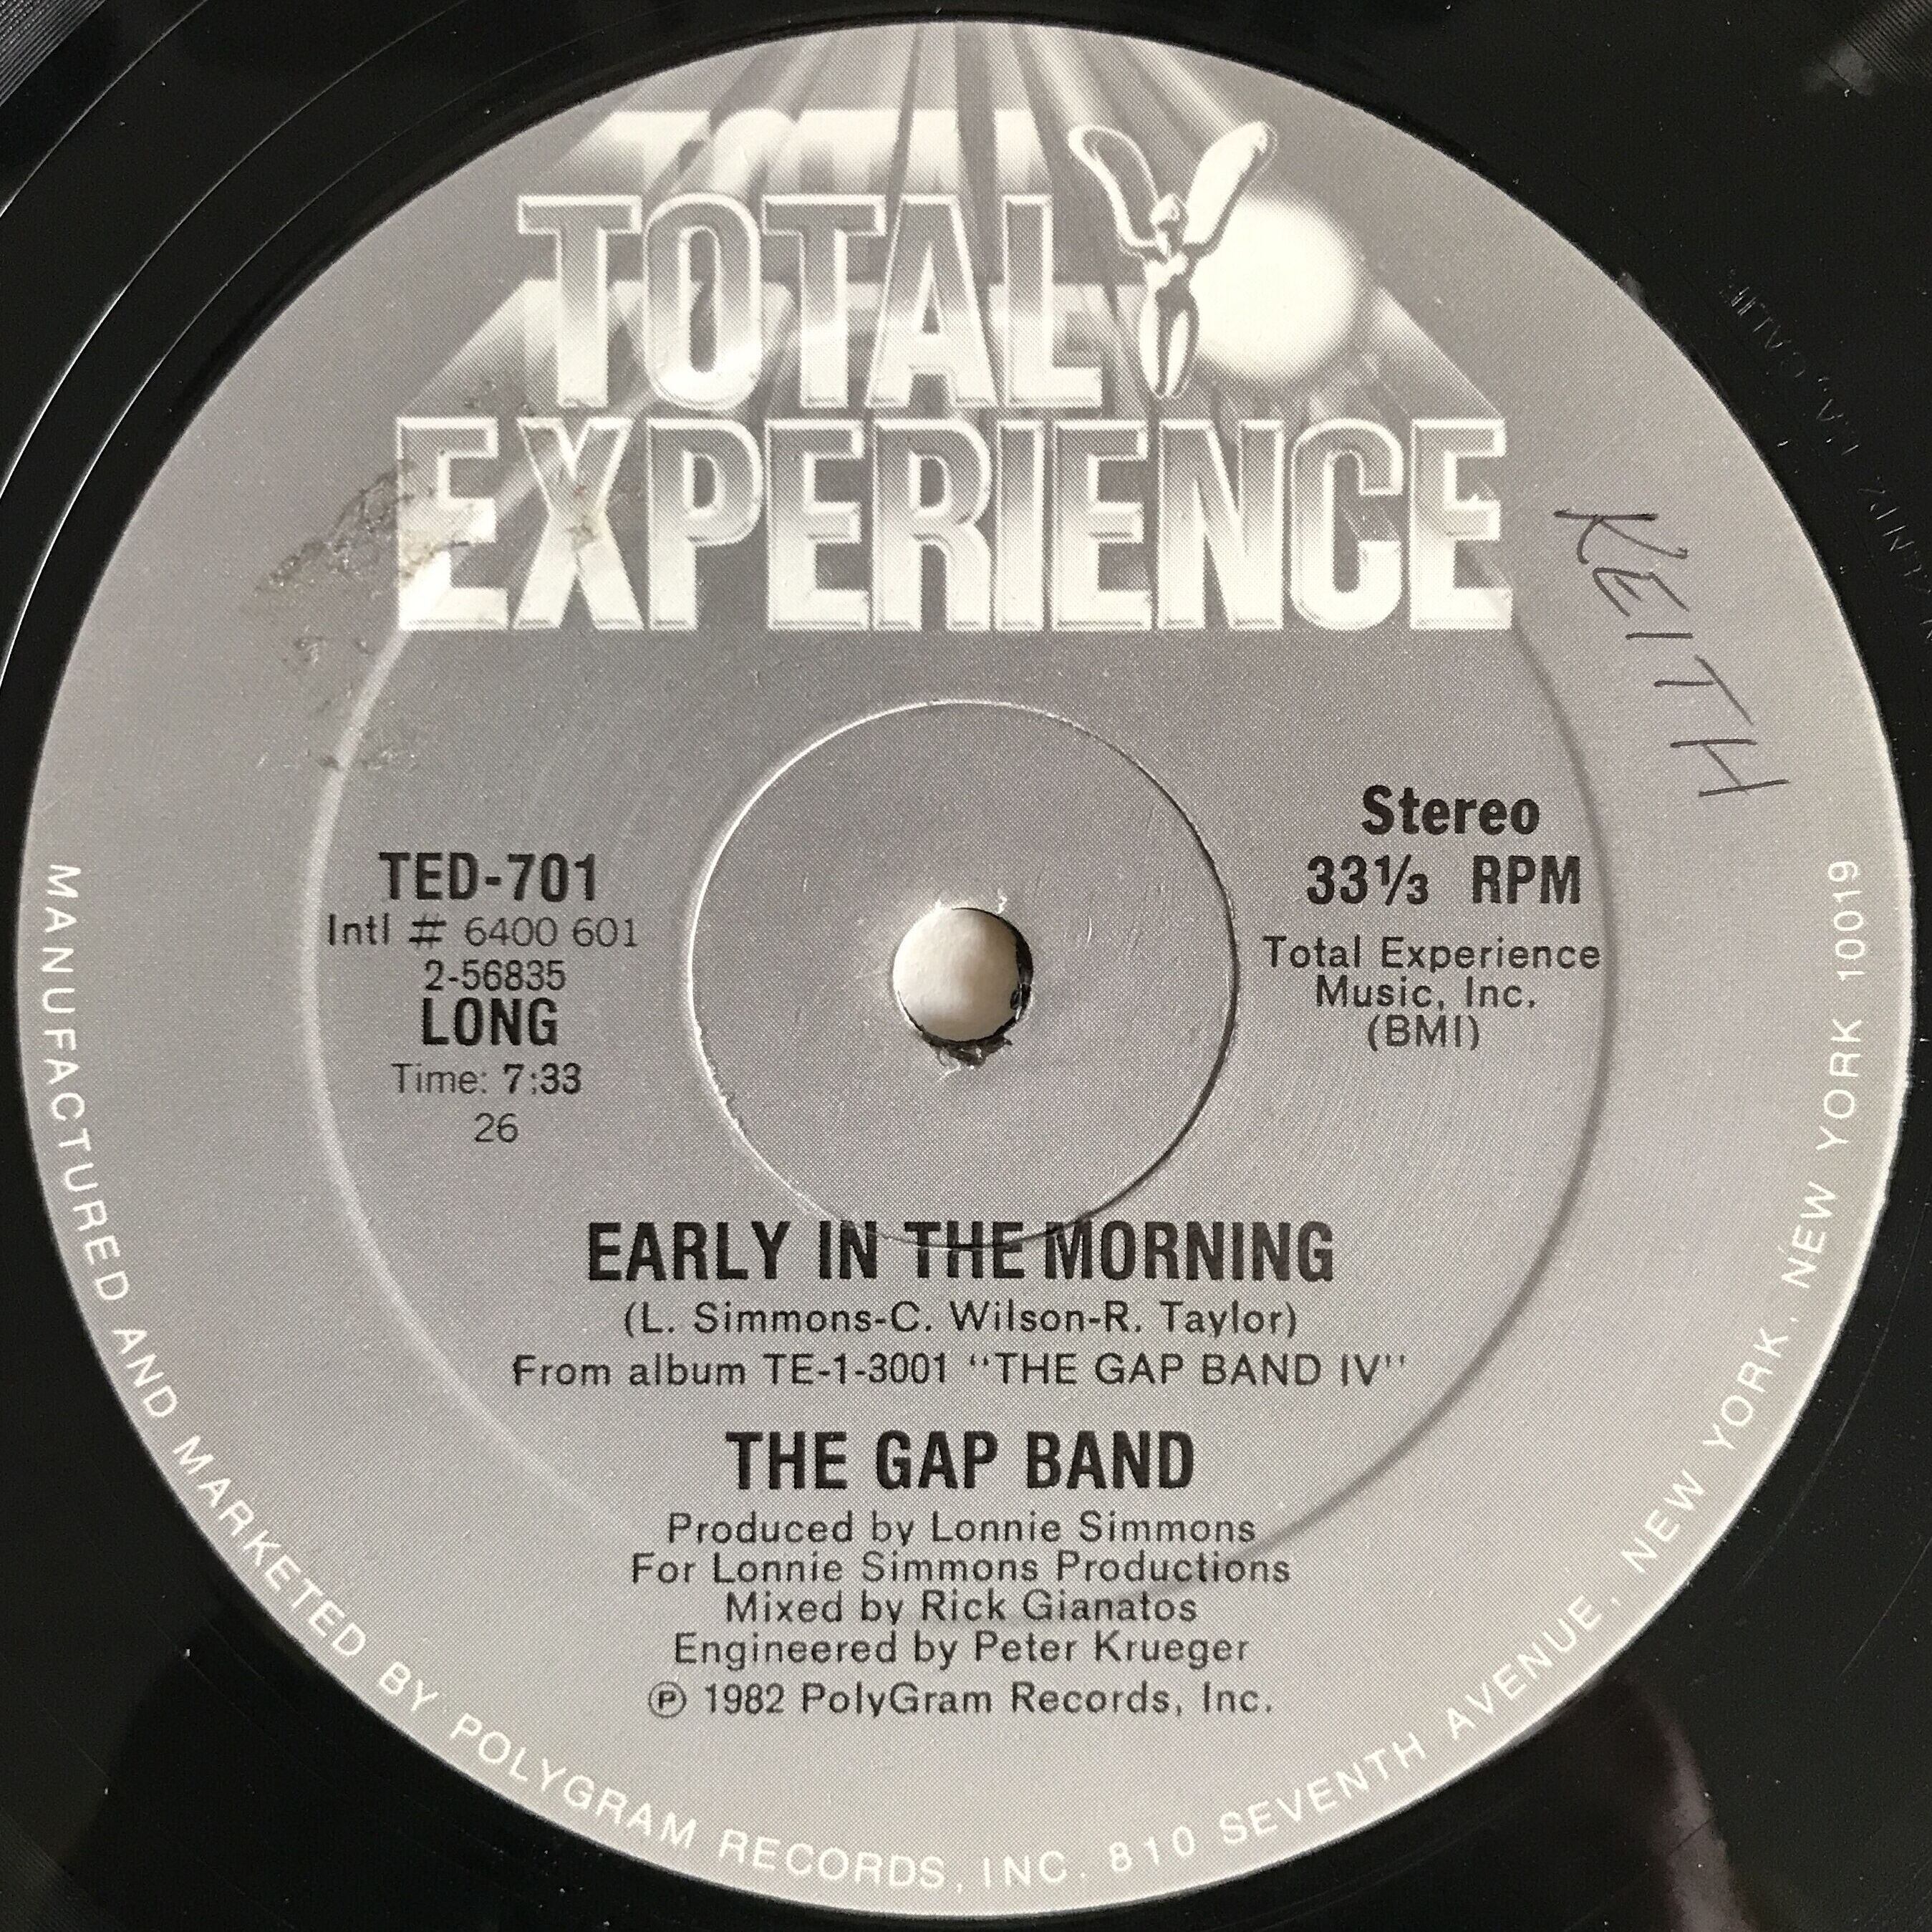 TOTAL
EXPERIENCE
KEITH
TED-701
Intl # 6400 601
2-56835
LONG
Time: 7:33
26
Stereo
33⅓ RPM
Total Experience
Music, Inc.
(BMI)
EARLY IN THE MORNING
(L. Simmons-C. Wilson-R. Taylor)
From album TE-1-3001 “THE GAP BAND IV”
THE GAP BAND
Produced by Lonnie Simmons
For Lonnie Simmons Productions
Mixed by Rick Gianatos
Engineered by Peter Krueger
Ⓟ 1982 PolyGram Records, Inc.
MANUFACTURED AND MARKETED BY POLYGRAM RECORDS, INC. 810 SEVENTH AVENUE, NEW YORK, NEW YORK 10019